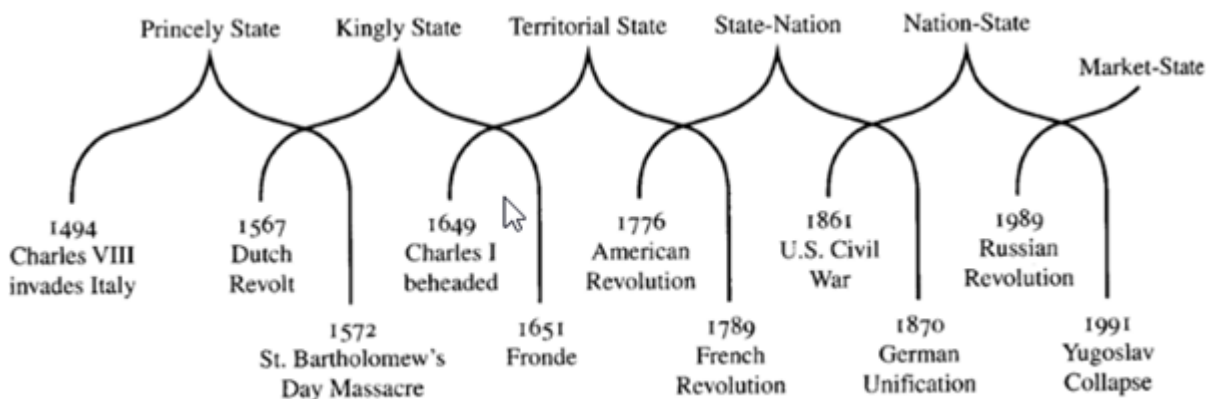 Princely State
Kingly State
Territorial State
State-Nation
Nation-State
Market-State
1494
Charles VIII
invades Italy
1567
Dutch
Revolt
1572
St. Bartholomew's
Day Massacre
1649
Charles I
beheaded
1651
Fronde
1776
American
Revolution
1789
French
Revolution
1861
U.S. Civil
War
1870
German
Unification
1989
Russian
Revolution
1991
Yugoslav
Collapse